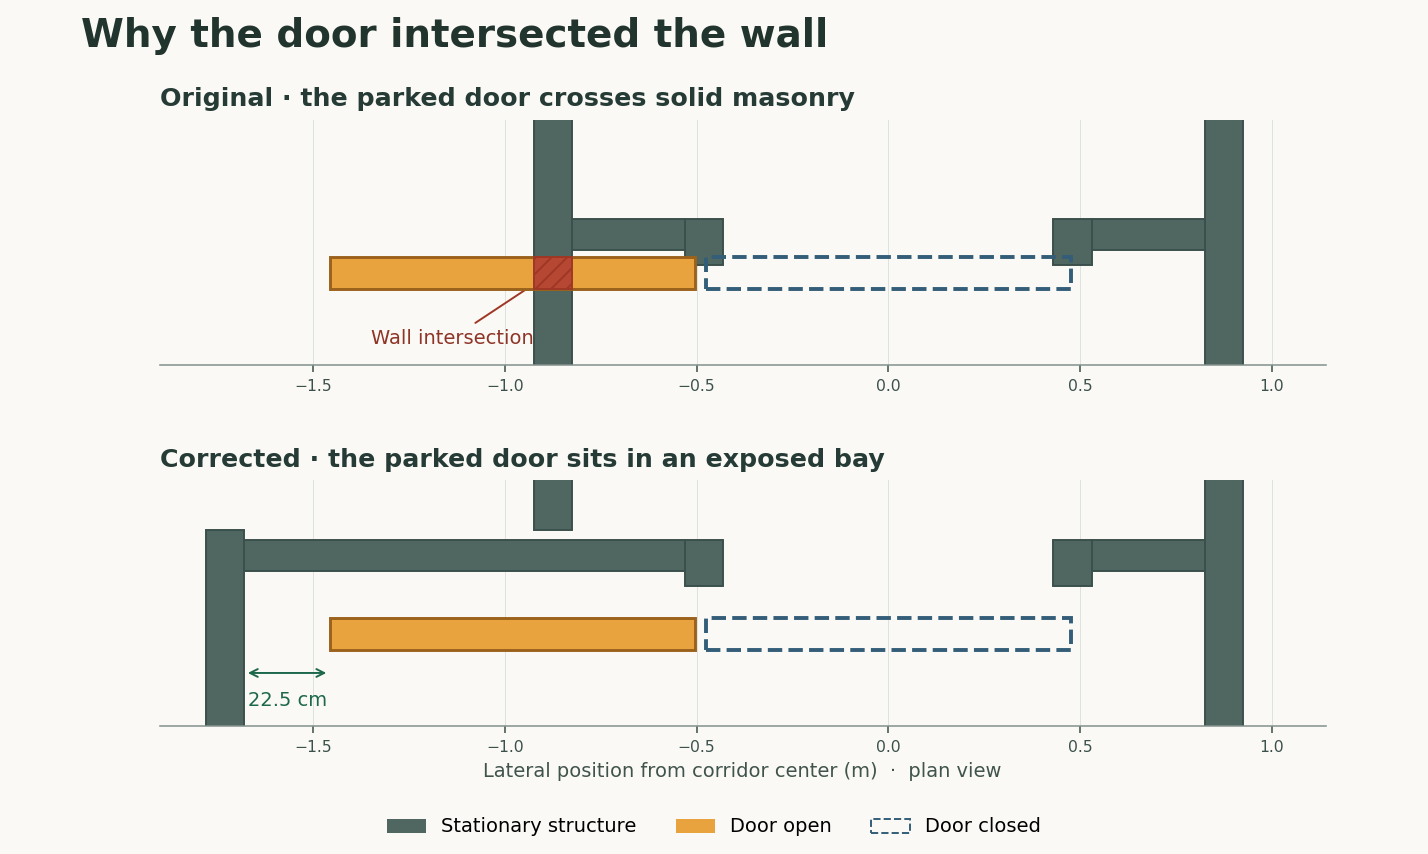 Why the door intersected the wall
Original · the parked door crosses solid masonry
Wall intersection
−1.5 −1.0 −0.5 0.0 0.5 1.0
Corrected · the parked door sits in an exposed bay
22.5 cm
−1.5 −1.0 −0.5 0.0 0.5 1.0
Lateral position from corridor center (m) · plan view
Stationary structure Door open Door closed